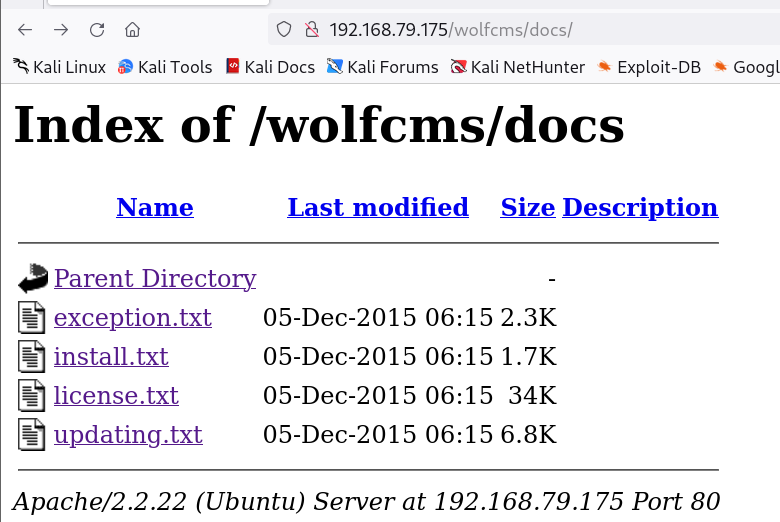 192.168.79.175/wolfcms/docs/
Kali Linux Kali Tools Kali Docs Kali Forums Kali NetHunter Exploit-DB Googl
Index of /wolfcms/docs
Name Last modified Size Description
Parent Directory -
exception.txt 05-Dec-2015 06:15 2.3K
install.txt 05-Dec-2015 06:15 1.7K
license.txt 05-Dec-2015 06:15 34K
updating.txt 05-Dec-2015 06:15 6.8K
Apache/2.2.22 (Ubuntu) Server at 192.168.79.175 Port 80